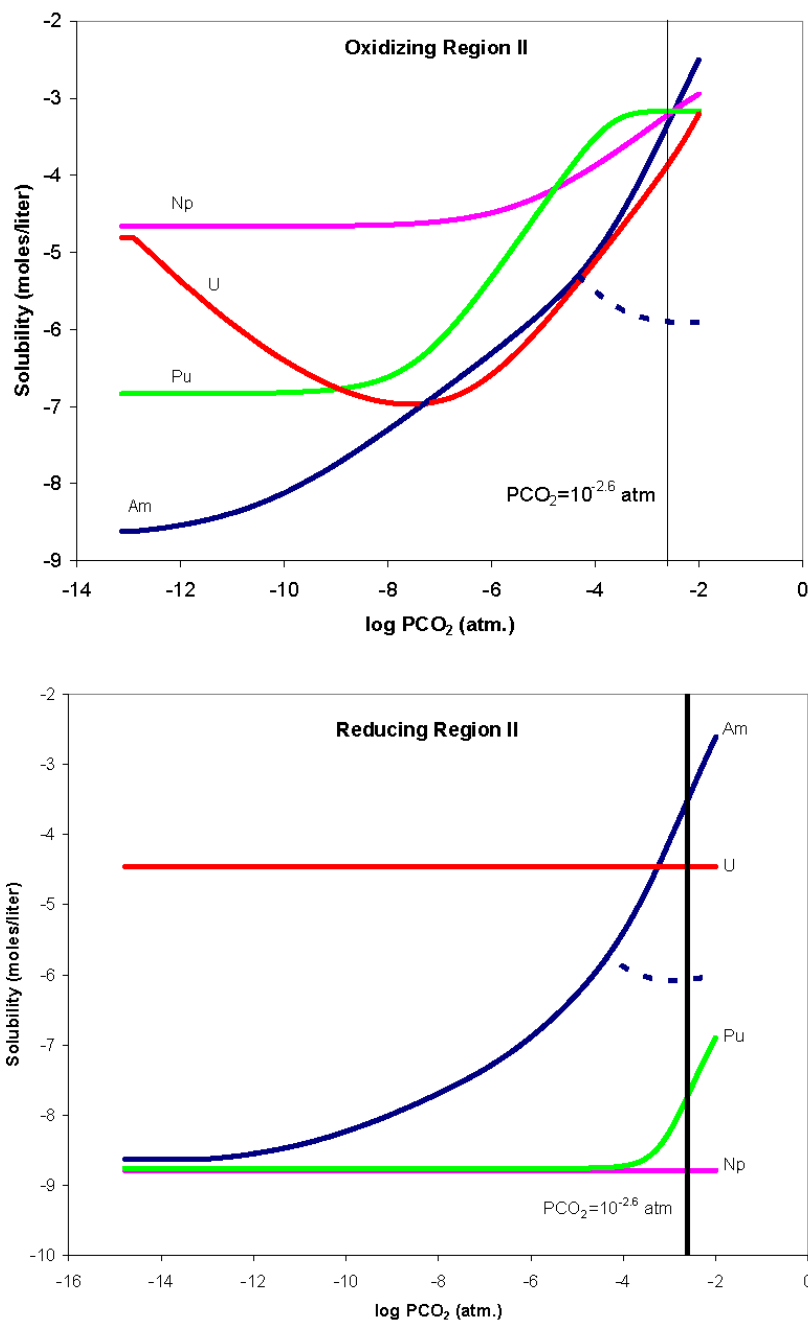 Oxidizing Region II
Solubility (moles/liter)
-2
-3
-4
-5
-6
-7
-8
-9
Np
U
Pu
Am
PCO₂=10⁻²·⁶ atm
-14
-12
-10
-8
-6
-4
-2
0
log PCO₂ (atm.)
Reducing Region II
Solubility (moles/liter)
-2
-3
-4
-5
-6
-7
-8
-9
-10
Am
U
Pu
Np
PCO₂=10⁻²·⁶ atm
-16
-14
-12
-10
-8
-6
-4
-2
0
log PCO₂ (atm.)